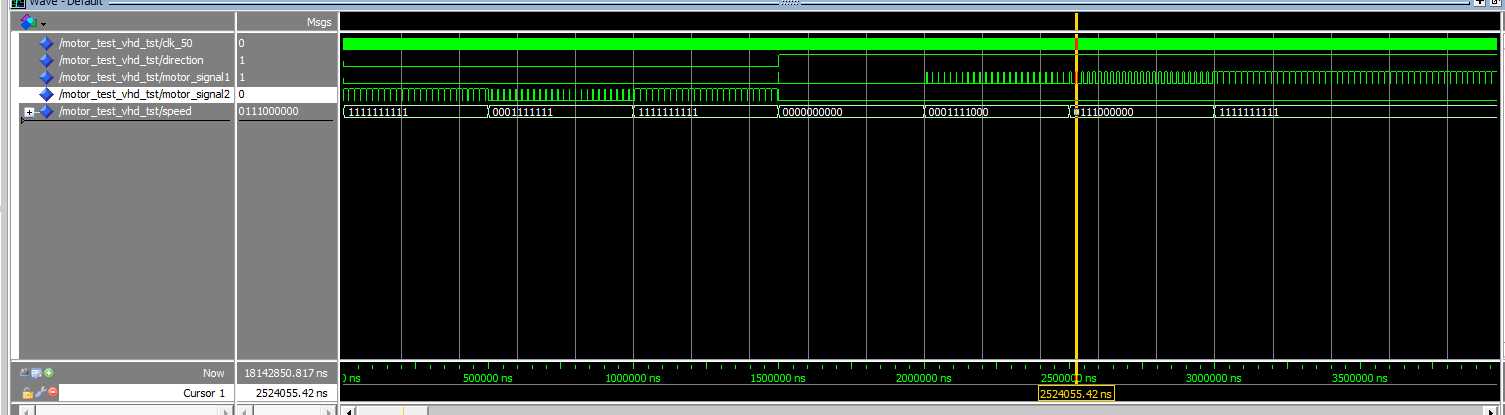 Wave - Default
Msgs
/motor_test_vhd_tst/clk_50 0
/motor_test_vhd_tst/direction 1
/motor_test_vhd_tst/motor_signal1 1
/motor_test_vhd_tst/motor_signal2 0
/motor_test_vhd_tst/speed 0111000000 1111111111 0001111111 1111111111 0000000000 0001111000 0111000000 1111111111
Now 18142850.817 ns 0 ns 500000 ns 1000000 ns 1500000 ns 2000000 ns 2500000 ns 3000000 ns 3500000 ns
Cursor 1 2524055.42 ns 2524055.42 ns